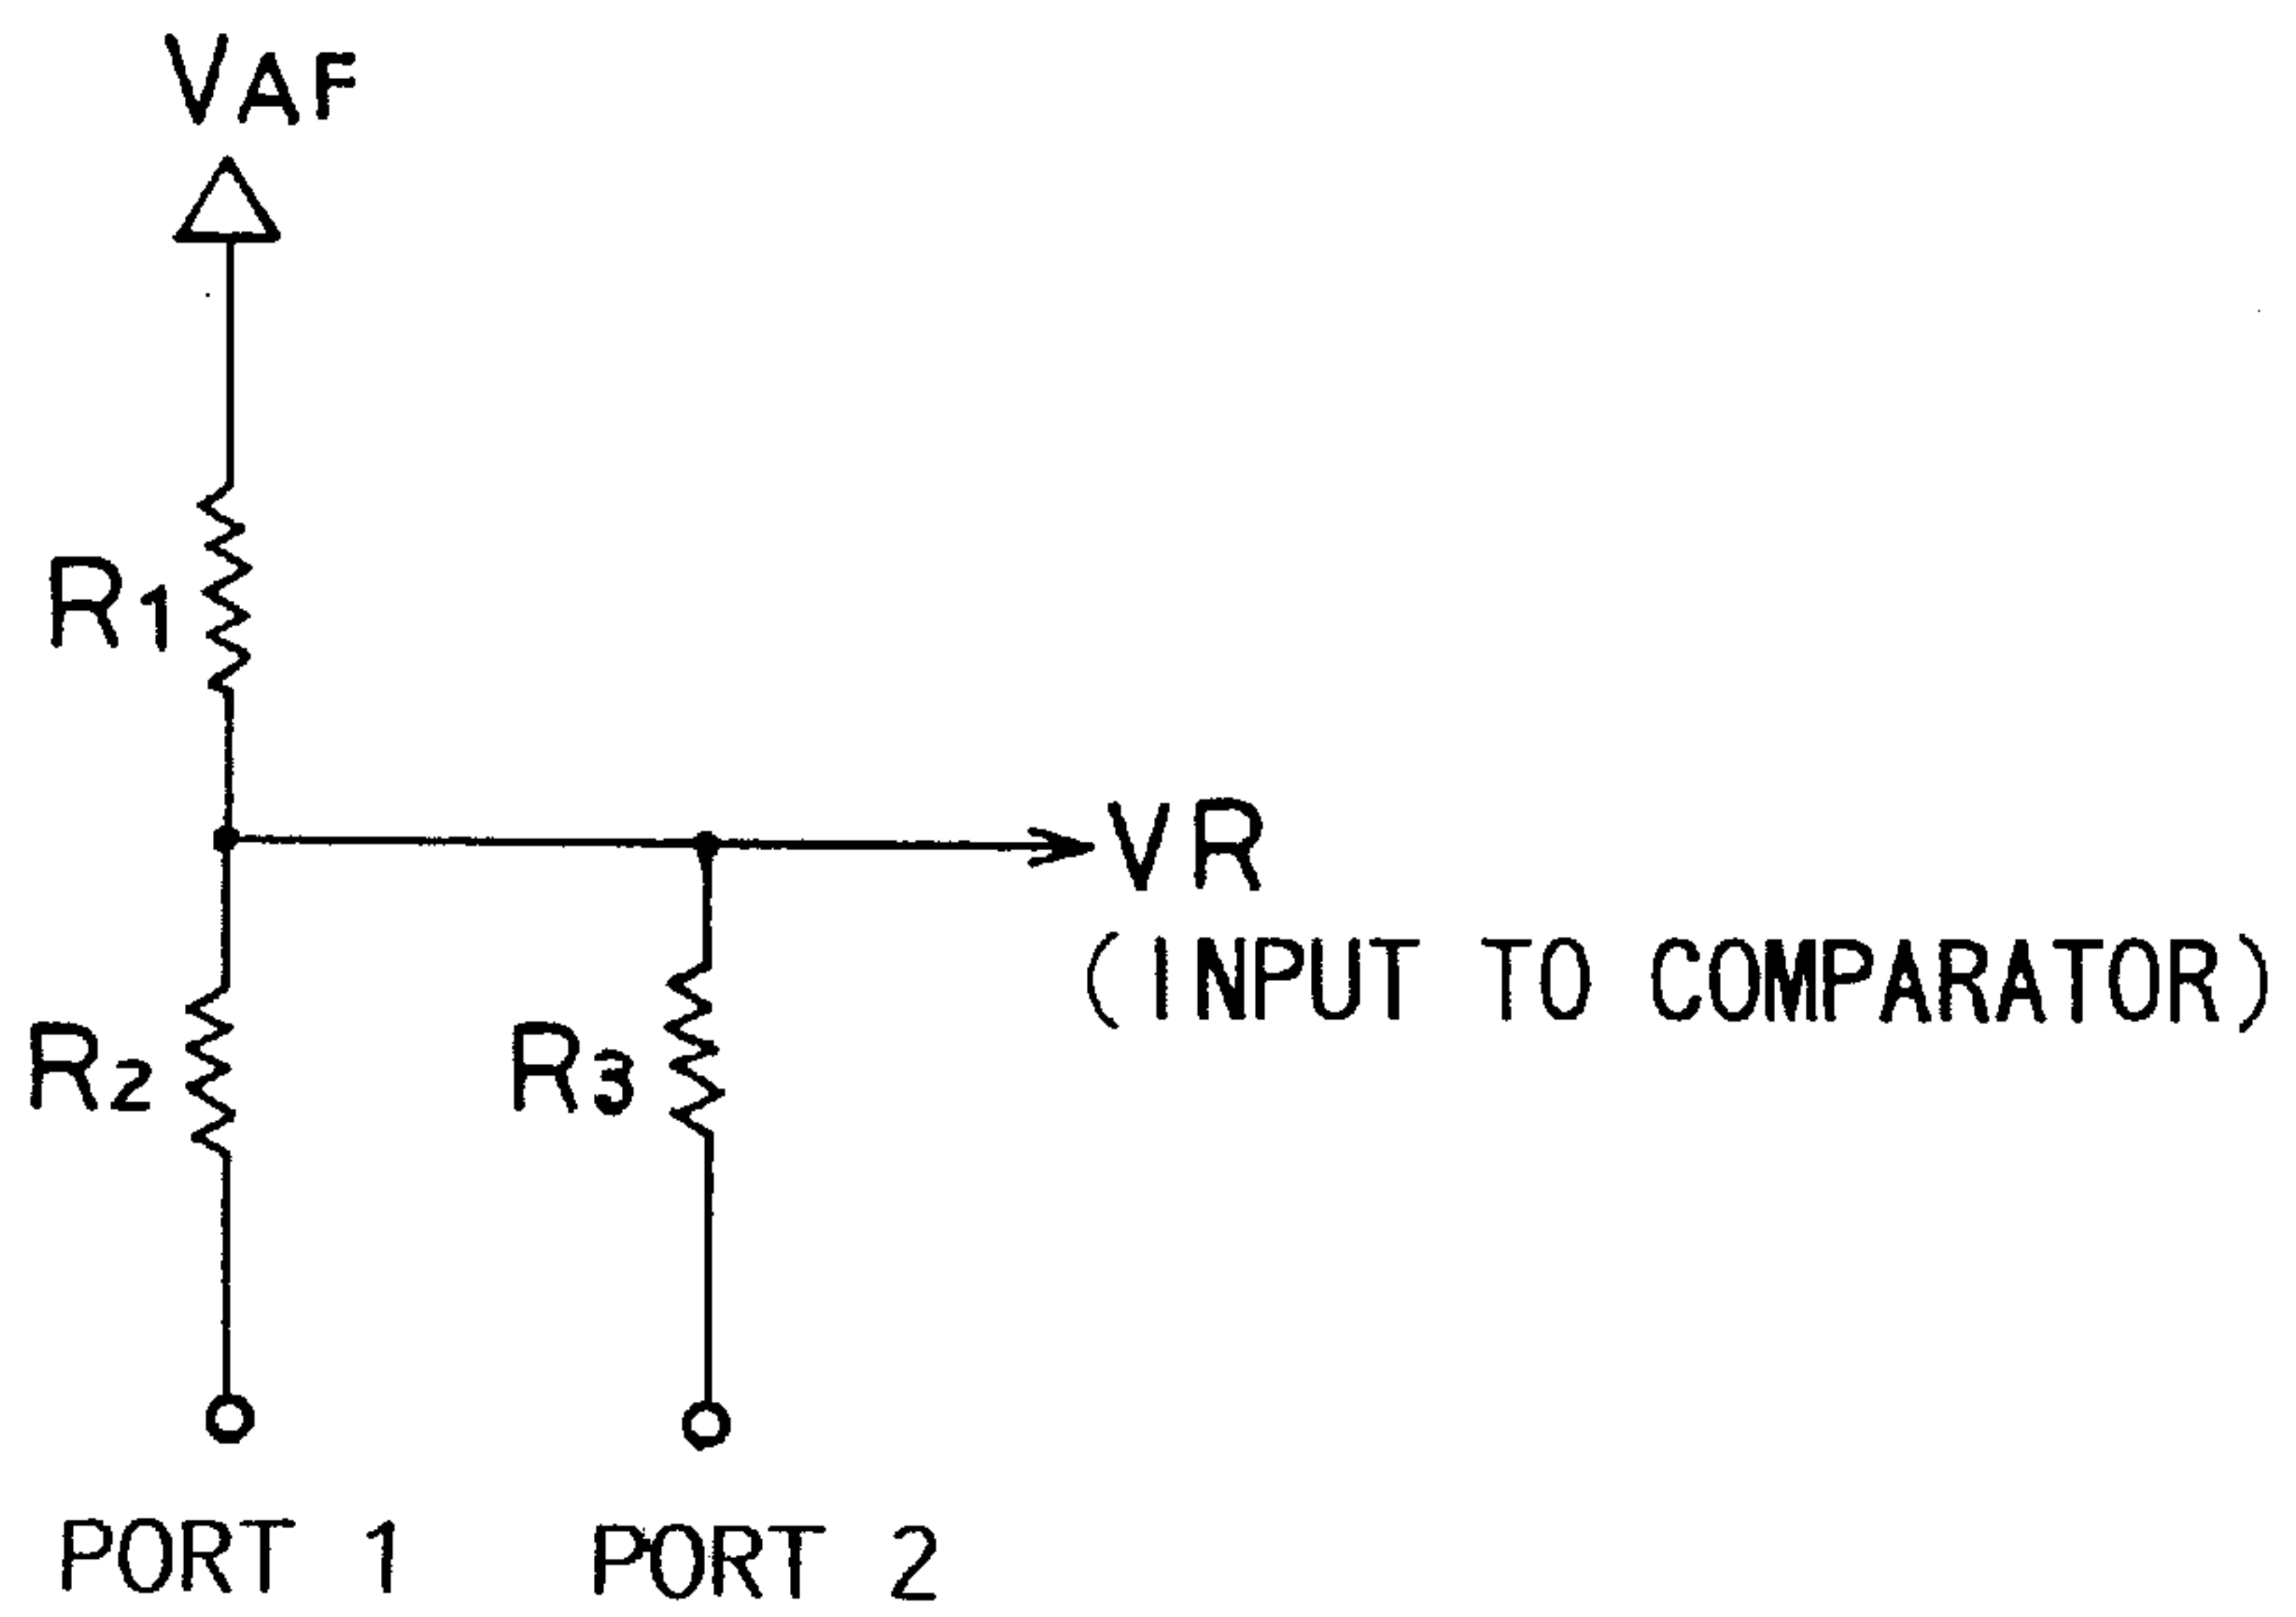 VAF
R1
VR
(INPUT TO COMPARATOR)
R2
R3
PORT 1
PORT 2